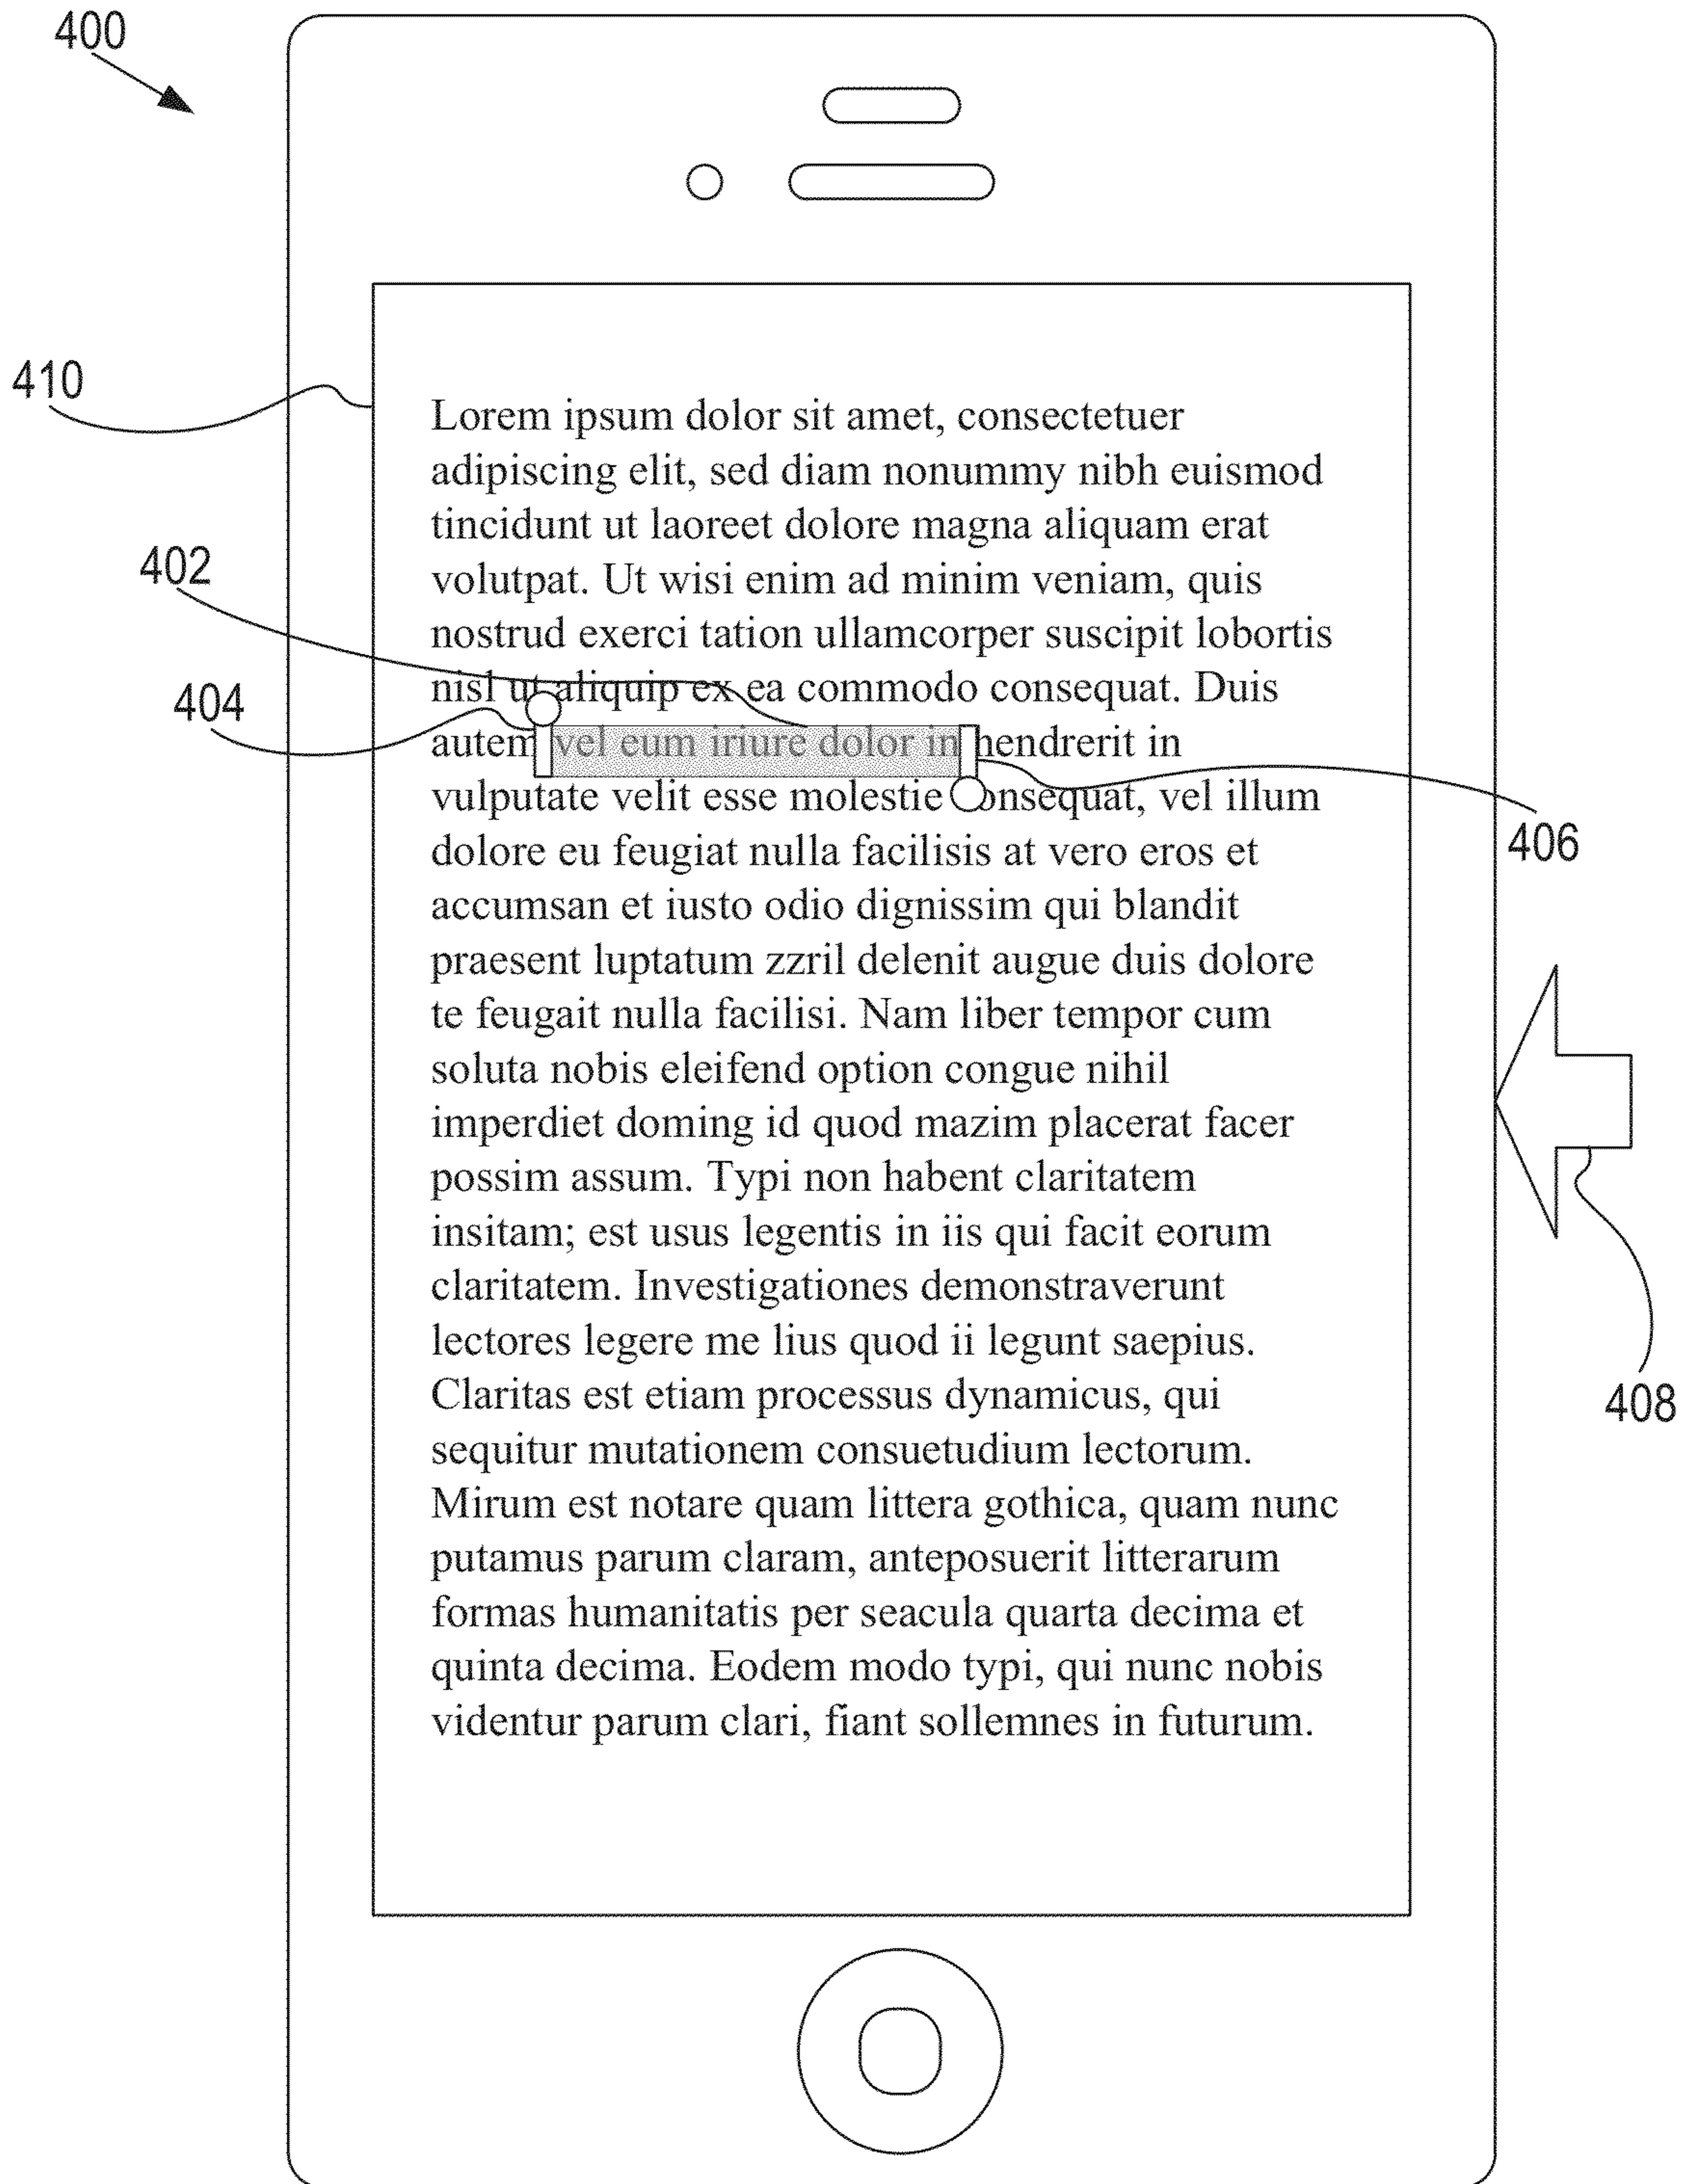 400
410
Lorem ipsum dolor sit amet, consectetuer
adipiscing elit, sed diam nonummy nibh euismod
tincidunt ut laoreet dolore magna aliquam erat
402
volutpat. Ut wisi enim ad minim veniam, quis
nostrud exerci tation ullamcorper suscipit lobortis
404
nisl ut aliquip ex ea commodo consequat. Duis
autem vel eum iriure dolor in hendrerit in
vulputate velit esse molestie consequat, vel illum
406
dolore eu feugiat nulla facilisis at vero eros et
accumsan et iusto odio dignissim qui blandit
praesent luptatum zzril delenit augue duis dolore
te feugait nulla facilisi. Nam liber tempor cum
soluta nobis eleifend option congue nihil
imperdiet doming id quod mazim placerat facer
possim assum. Typi non habent claritatem
insitam; est usus legentis in iis qui facit eorum
claritatem. Investigationes demonstraverunt
lectores legere me lius quod ii legunt saepius.
Claritas est etiam processus dynamicus, qui
408
sequitur mutationem consuetudium lectorum.
Mirum est notare quam littera gothica, quam nunc
putamus parum claram, anteposuerit litterarum
formas humanitatis per seacula quarta decima et
quinta decima. Eodem modo typi, qui nunc nobis
videntur parum clari, fiant sollemnes in futurum.